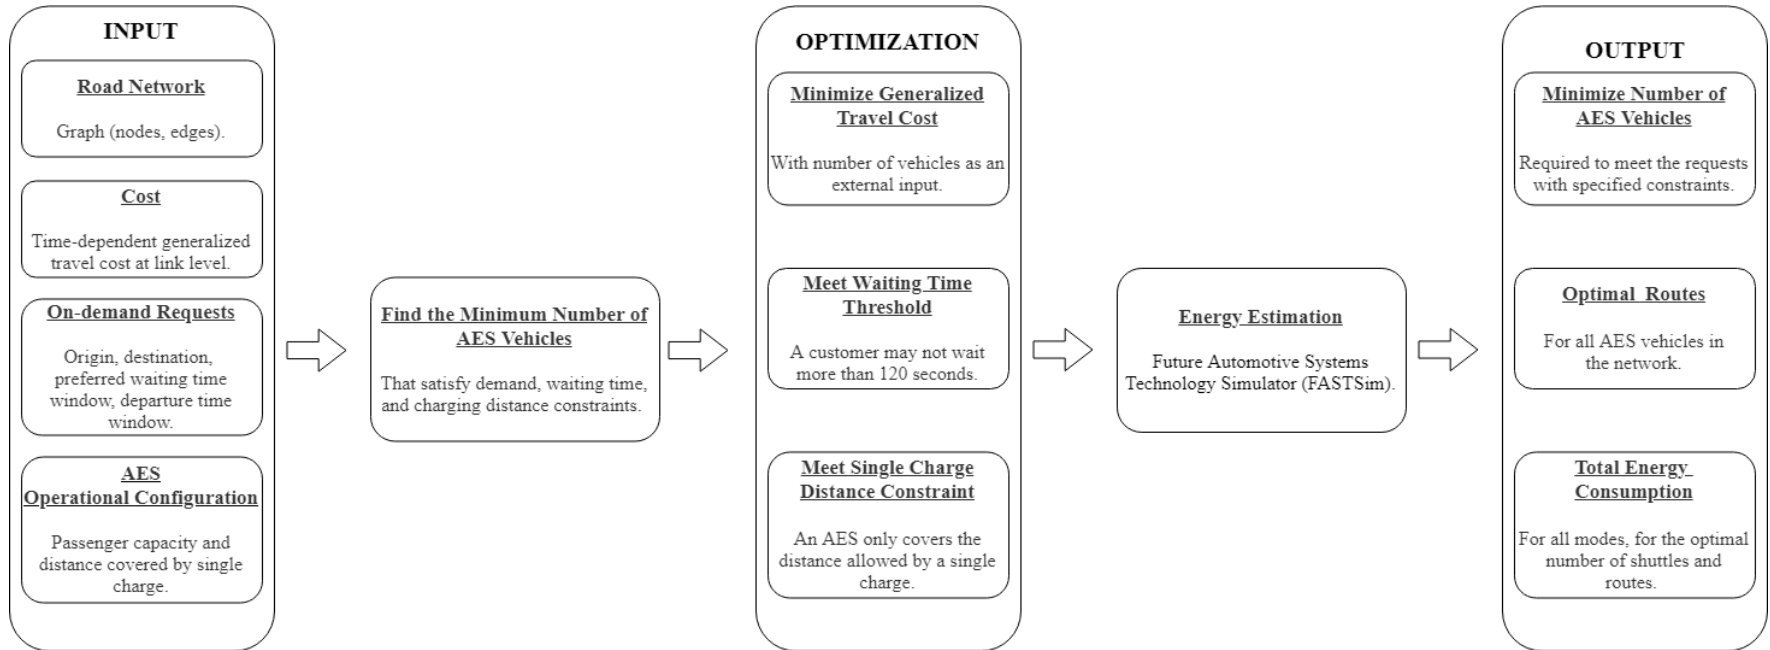 INPUT
Road Network
Graph (nodes, edges).
Cost
Time-dependent generalized
travel cost at link level.
On-demand Requests
Origin, destination,
preferred waiting time
window, departure time
window.
AES
Operational Configuration
Passenger capacity and
distance covered by single
charge.
Find the Minimum Number of
AES Vehicles
That satisfy demand, waiting time,
and charging distance constraints.
OPTIMIZATION
Minimize Generalized
Travel Cost
With number of vehicles as an
external input.
Meet Waiting Time
Threshold
A customer may not wait
more than 120 seconds.
Meet Single Charge
Distance Constraint
An AES only covers the
distance allowed by a single
charge.
Energy Estimation
Future Automotive Systems
Technology Simulator (FASTSim).
OUTPUT
Minimize Number of
AES Vehicles
Required to meet the requests
with specified constraints.
Optimal Routes
For all AES vehicles in
the network.
Total Energy
Consumption
For all modes, for the optimal
number of shuttles and
routes.